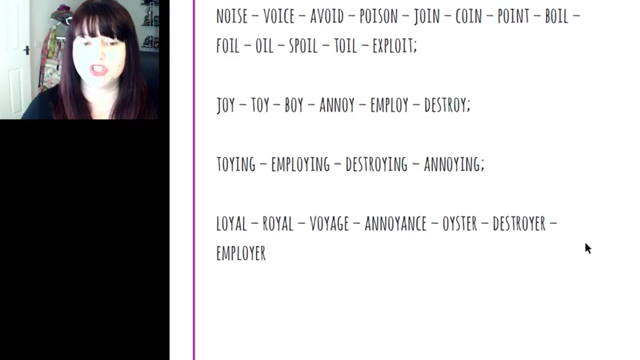 NOISE – VOICE – AVOID – POISON – JOIN – COIN – POINT – BOIL –
FOIL – OIL – SPOIL – TOIL – EXPLOIT;
JOY – TOY – BOY – ANNOY – EMPLOY – DESTROY;
TOYING – EMPLOYING – DESTROYING – ANNOYING;
LOYAL – ROYAL – VOYAGE – ANNOYANCE – OYSTER – DESTROYER –
EMPLOYER